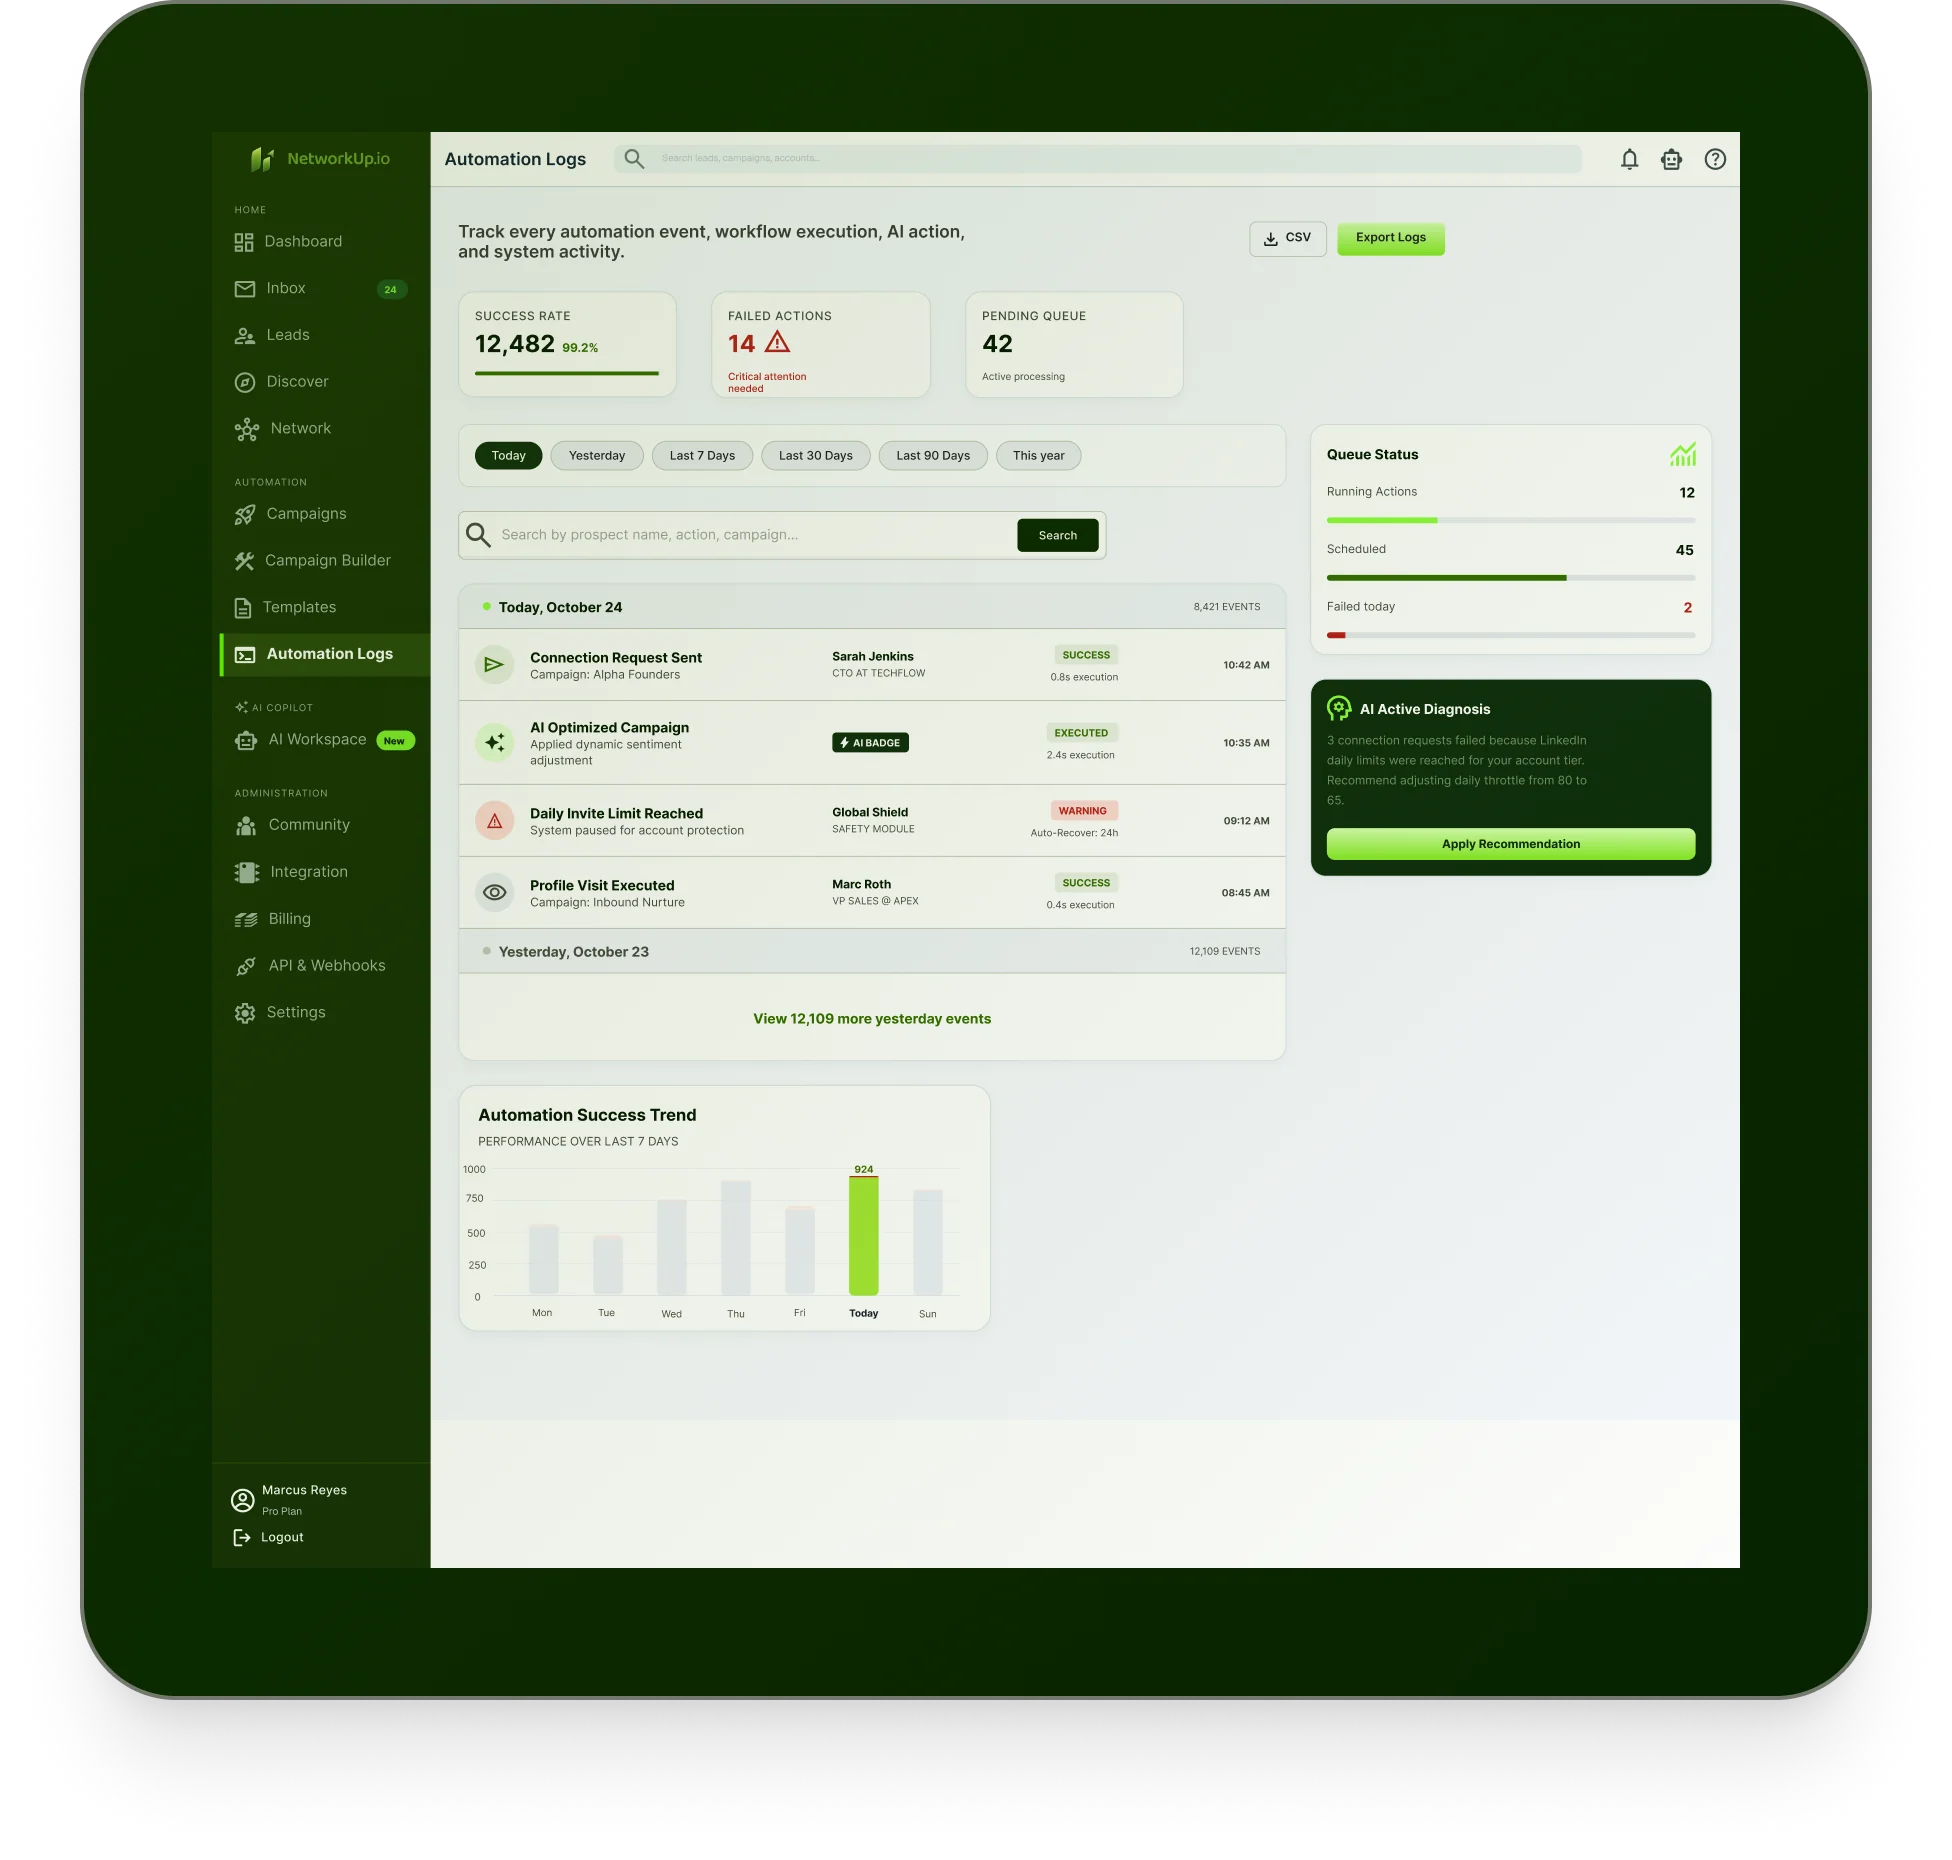 NetworkUp.io
HOME
Dashboard
Inbox 24
Leads
Discover
Network
AUTOMATION
Campaigns
Campaign Builder
Templates
Automation Logs
AI COPILOT
AI Workspace New
ADMINISTRATION
Community
Integration
Billing
API & Webhooks
Settings
Marcus Reyes
Pro Plan
Logout
Automation Logs
Search leads, campaigns, accounts...
Track every automation event, workflow execution, AI action,
and system activity.
CSV
Export Logs
SUCCESS RATE
12,482 99.2%
FAILED ACTIONS
14
Critical attention
needed
PENDING QUEUE
42
Active processing
Today Yesterday Last 7 Days Last 30 Days Last 90 Days This year
Search by prospect name, action, campaign...
Search
Today, October 24 8,421 EVENTS
Connection Request Sent
Campaign: Alpha Founders
Sarah Jenkins
CTO AT TECHFLOW
SUCCESS
0.8s execution
10:42 AM
AI Optimized Campaign
Applied dynamic sentiment
adjustment
AI BADGE
EXECUTED
2.4s execution
10:35 AM
Daily Invite Limit Reached
System paused for account protection
Global Shield
SAFETY MODULE
WARNING
Auto-Recover: 24h
09:12 AM
Profile Visit Executed
Campaign: Inbound Nurture
Marc Roth
VP SALES @ APEX
SUCCESS
0.4s execution
08:45 AM
Yesterday, October 23 12,109 EVENTS
View 12,109 more yesterday events
Queue Status
Running Actions 12
Scheduled 45
Failed today 2
AI Active Diagnosis
3 connection requests failed because LinkedIn
daily limits were reached for your account tier.
Recommend adjusting daily throttle from 80 to
65.
Apply Recommendation
Automation Success Trend
PERFORMANCE OVER LAST 7 DAYS
1000
750
500
250
0
924
Mon Tue Wed Thu Fri Today Sun